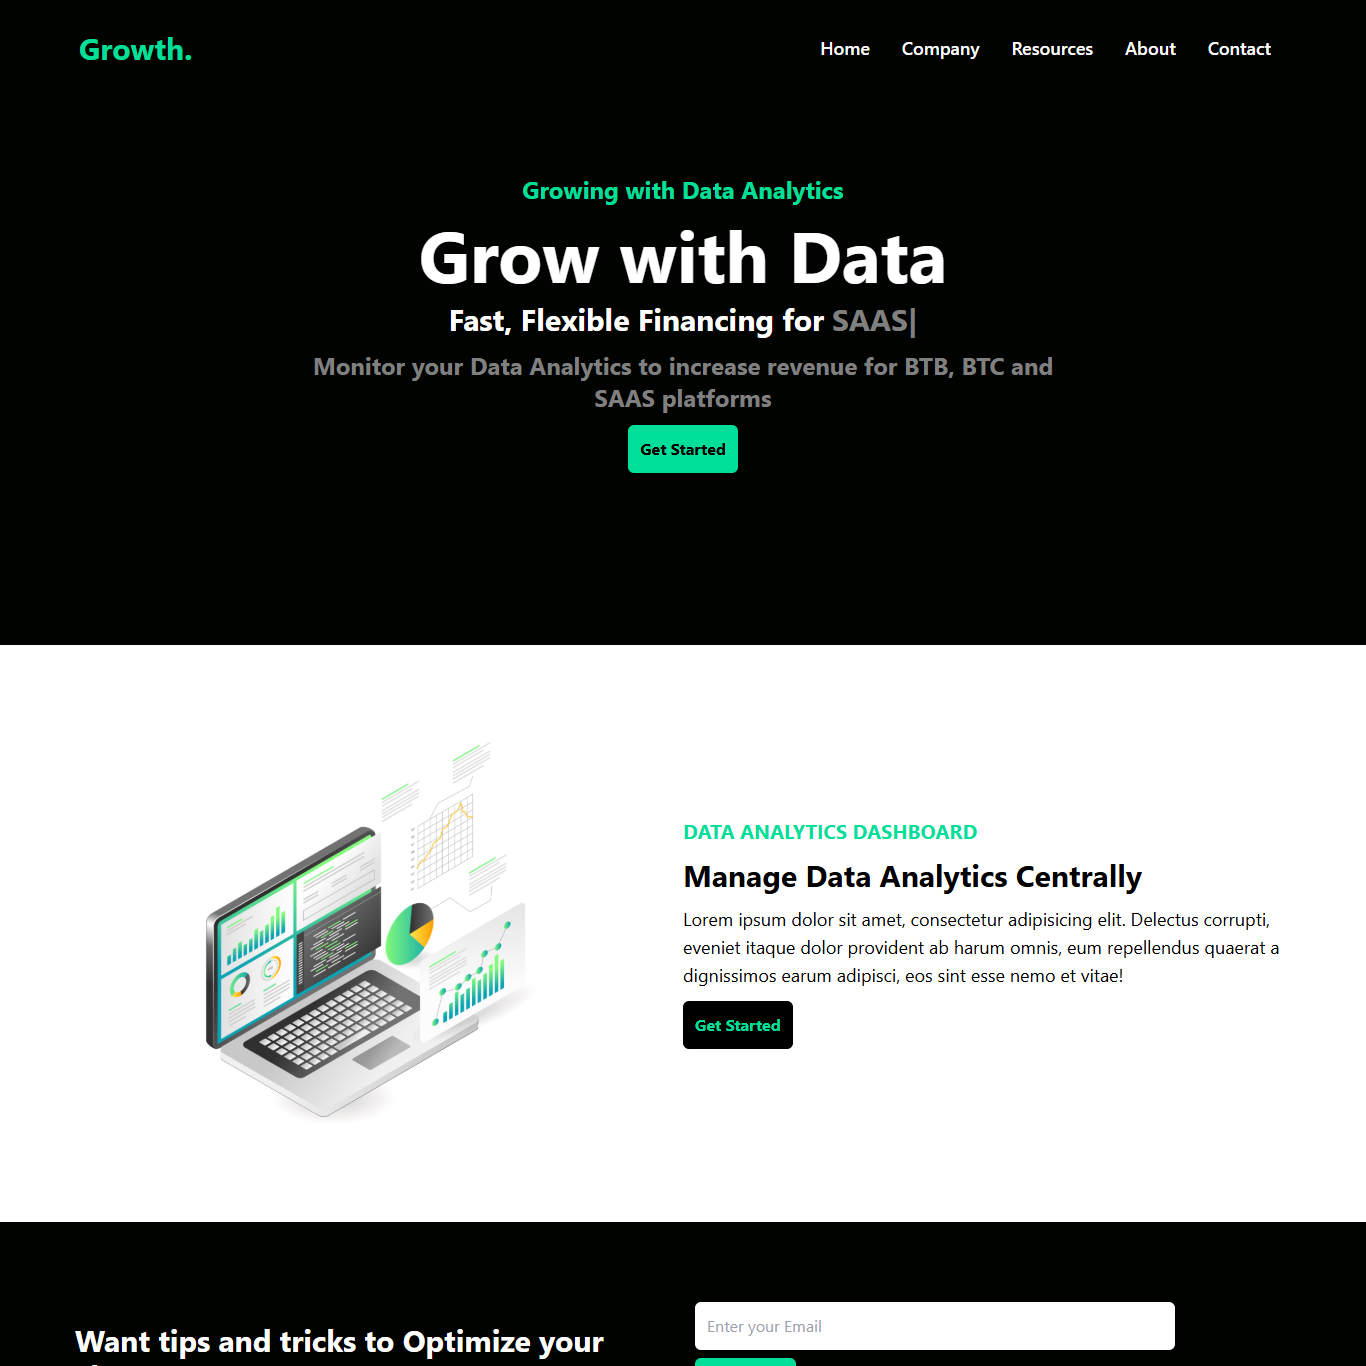 Growth.
Home Company Resources About Contact
Growing with Data Analytics
Grow with Data
Fast, Flexible Financing for SAAS|
Monitor your Data Analytics to increase revenue for BTB, BTC and
SAAS platforms
Get Started
DATA ANALYTICS DASHBOARD
Manage Data Analytics Centrally
Lorem ipsum dolor sit amet, consectetur adipisicing elit. Delectus corrupti,
eveniet itaque dolor provident ab harum omnis, eum repellendus quaerat a
dignissimos earum adipisci, eos sint esse nemo et vitae!
Get Started
Want tips and tricks to Optimize your
Enter your Email